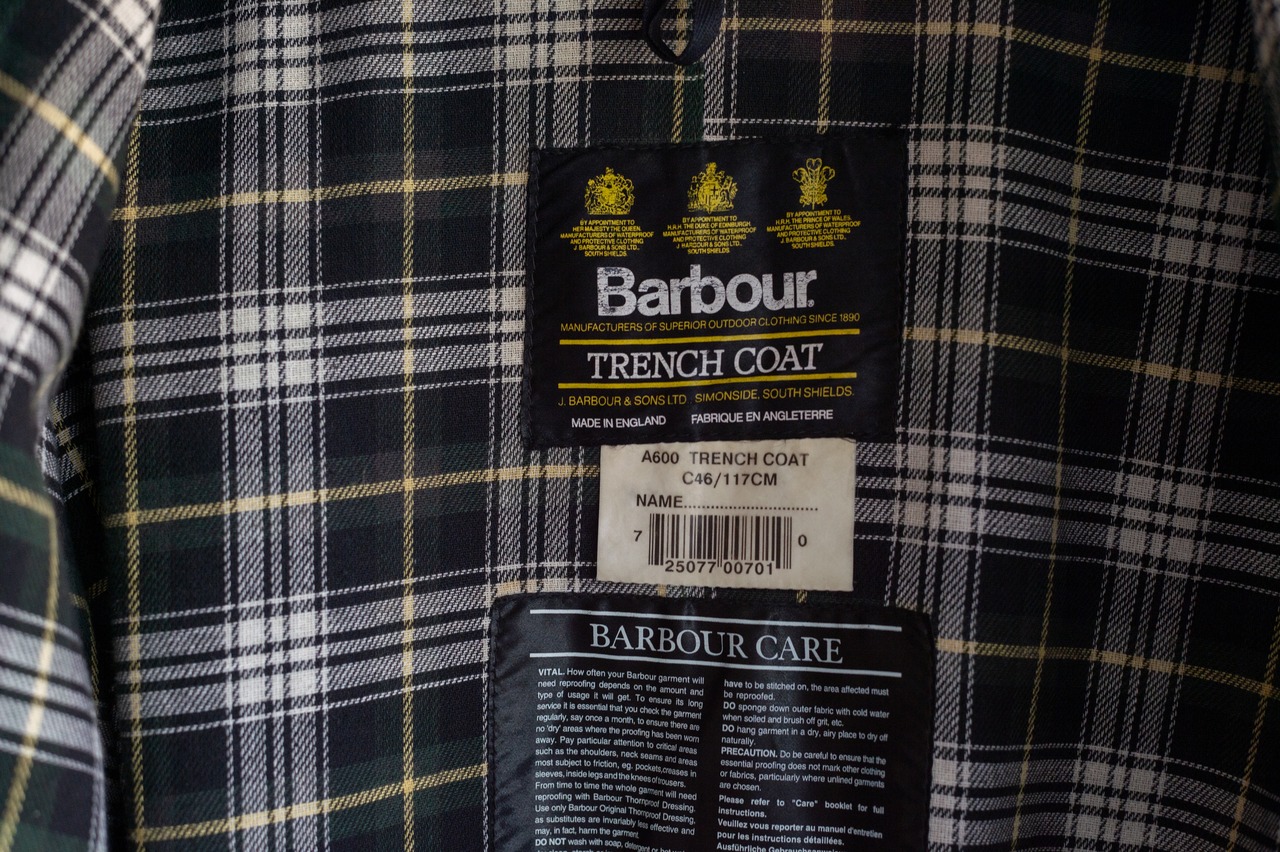 BY APPOINTMENT TO
HER MAJESTY THE QUEEN.
MANUFACTURERS OF WATERPROOF
AND PROTECTIVE CLOTHING
J. BARBOUR & SONS LTD.,
SOUTH SHIELDS.
BY APPOINTMENT TO
H.R.H. THE DUKE OF EDINBURGH
MANUFACTURERS OF WATERPROOF
AND PROTECTIVE CLOTHING
J. BARBOUR & SONS LTD.,
SOUTH SHIELDS.
BY APPOINTMENT TO
H.R.H. THE PRINCE OF WALES.
MANUFACTURERS OF WATERPROOF
AND PROTECTIVE CLOTHING
J. BARBOUR & SONS LTD.,
SOUTH SHIELDS.
Barbour
MANUFACTURERS OF SUPERIOR OUTDOOR CLOTHING SINCE 1890
TRENCH COAT
J. BARBOUR & SONS LTD SIMONSIDE, SOUTH SHIELDS.
MADE IN ENGLAND FABRIQUE EN ANGLETERRE
A600 TRENCH COAT
C46/117CM
NAME..............................
7 25077 00701 0
BARBOUR CARE
VITAL. How often your Barbour garment will
need reproofing depends on the amount and
type of usage it will get. To ensure its long
service it is essential that you check the garment
regularly, say once a month, to ensure there are
no 'dry' areas where the proofing has been worn
away. Pay particular attention to critical areas
such as the shoulders, neck seams and areas
most subject to friction, eg. pockets, creases in
sleeves, inside legs and the knees of trousers.
From time to time the whole garment will need
reproofing with Barbour Thornproof Dressing.
Use only Barbour Original Thornproof Dressing,
as substitutes are invariably less effective and
may, in fact, harm the garment.
DO NOT wash with soap, detergent or hot
have to be stitched on, the area affected must
be reproofed.
DO sponge down outer fabric with cold water
when soiled and brush off grit, etc.
DO hang garment in a dry, airy place to dry off
naturally.
PRECAUTION. Do be careful to ensure that the
essential proofing does not mark other clothing
or fabrics, particularly where unlined garments
are chosen.
Please refer to "Care" booklet for full
instructions.
Veuillez vous reporter au manuel d'entretien
pour les instructions détaillées.
Ausführliche